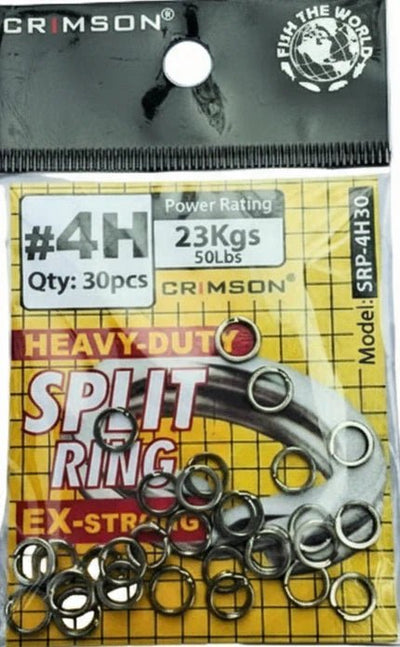 CRIMSON®
FISH THE WORLD
#4H
Qty: 30pcs
Power Rating
23Kgs
50Lbs
CRIMSON®
Model: SRP-4H30
HEAVY-DUTY
SPLIT
RING
EX-STRONG